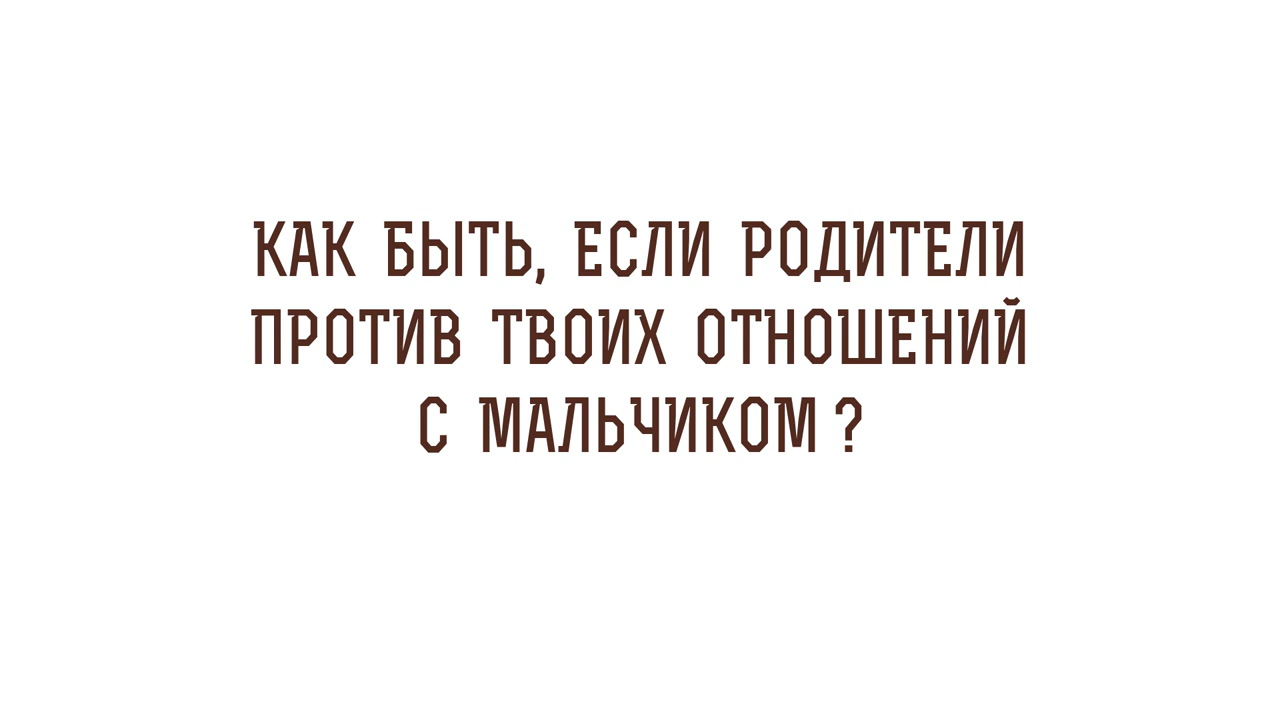 КАК БЫТЬ, ЕСЛИ РОДИТЕЛИ
ПРОТИВ ТВОИХ ОТНОШЕНИЙ
С МАЛЬЧИКОМ?